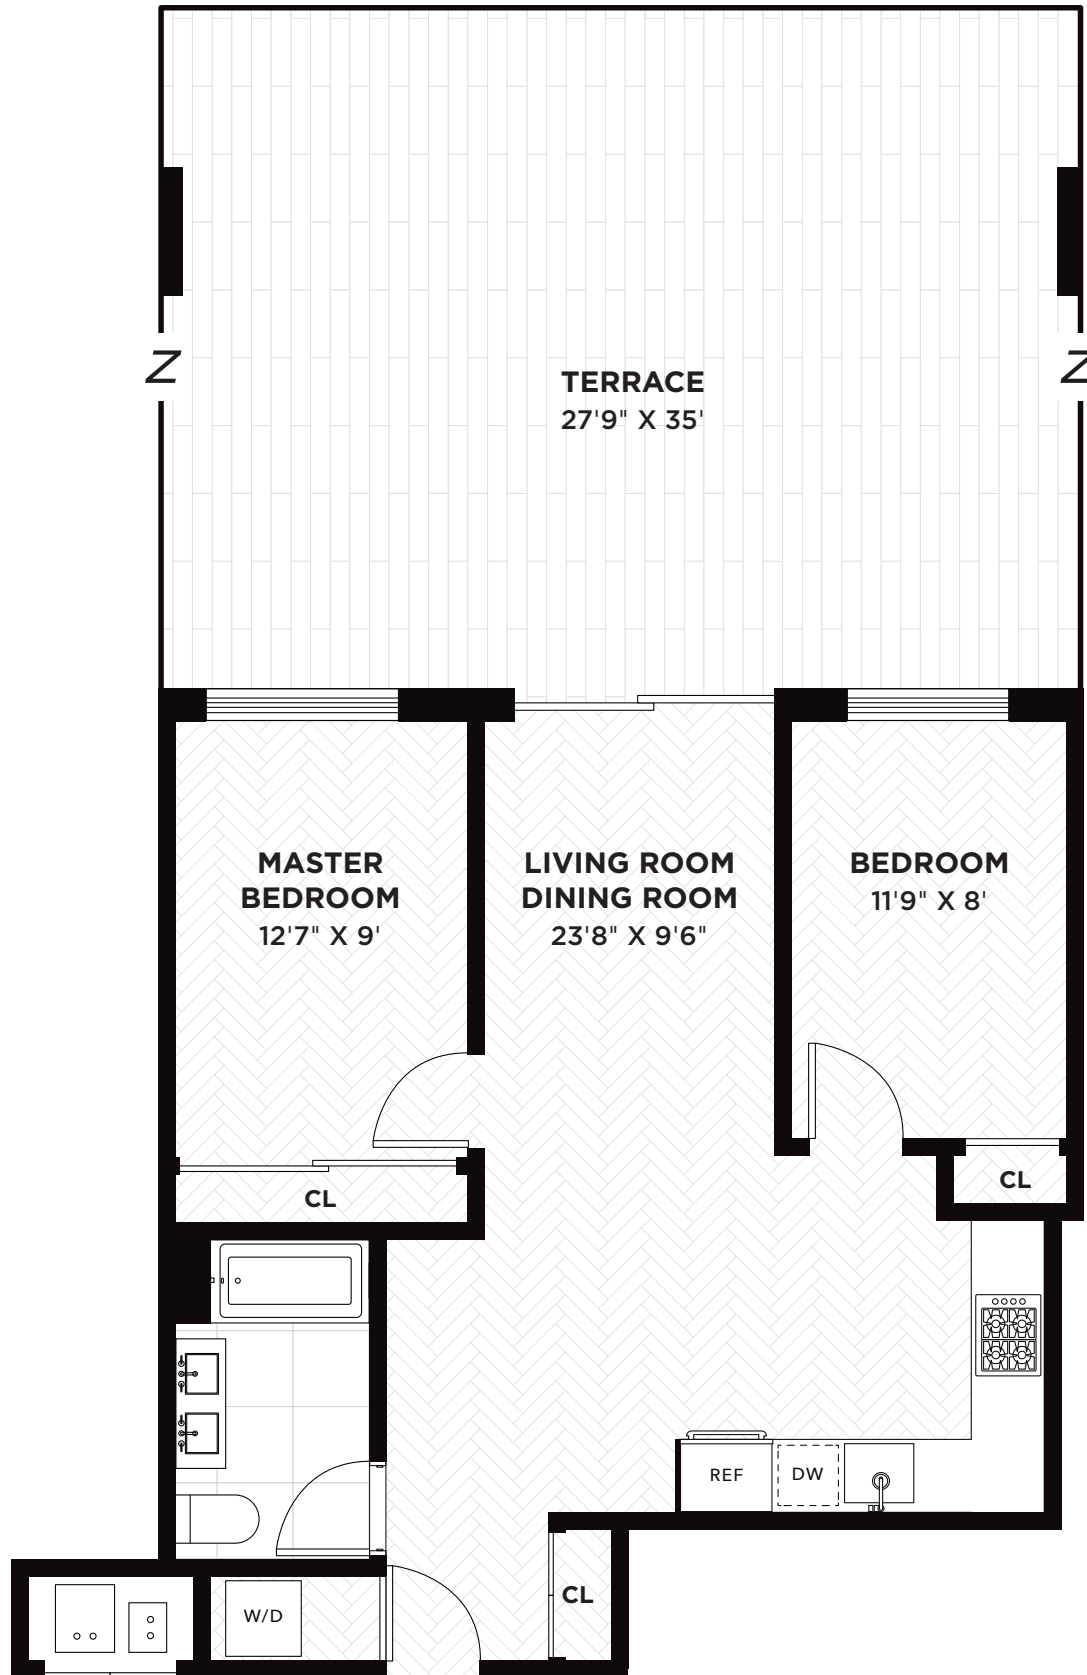 Z
Z
TERRACE
27'9" X 35'
MASTER
BEDROOM
12'7" X 9'
LIVING ROOM
DINING ROOM
23'8" X 9'6"
BEDROOM
11'9" X 8'
CL
CL
REF
DW
CL
W/D